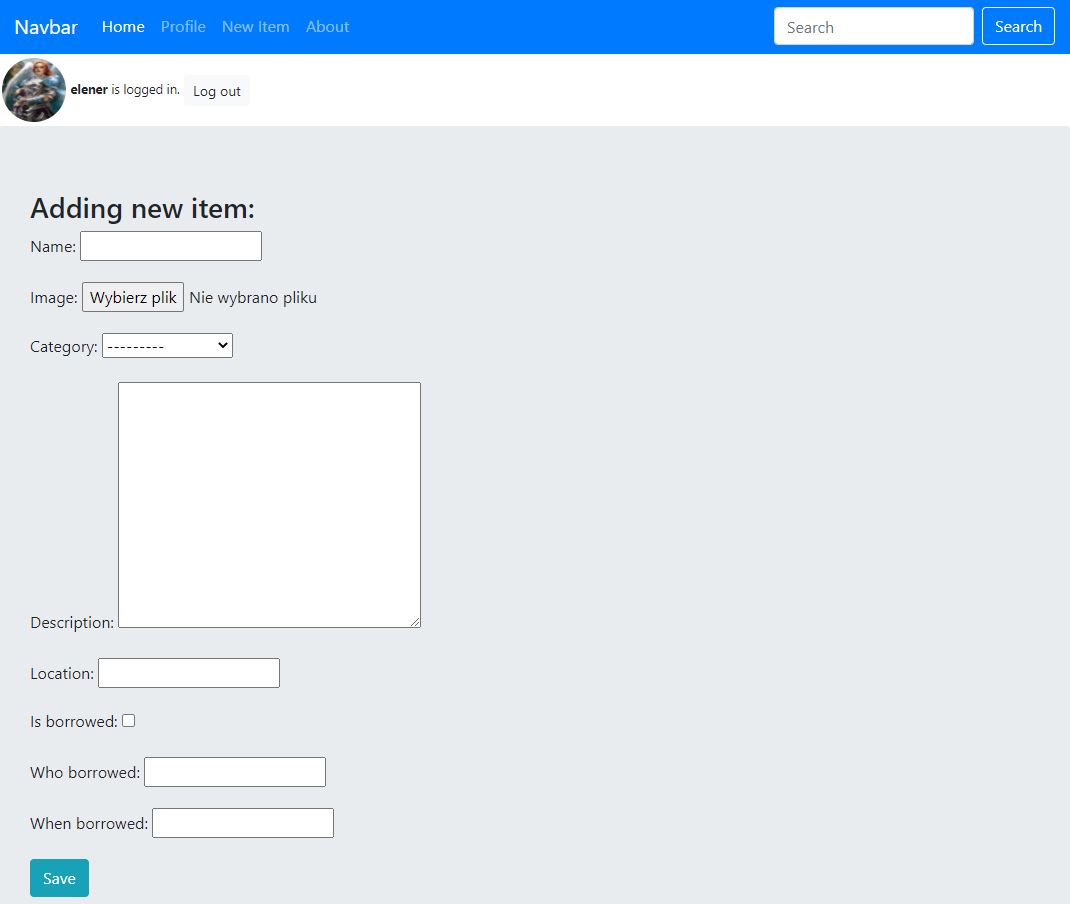 Navbar Home Profile New Item About Search Search
elener is logged in. Log out
Adding new item:
Name:
Image: Wybierz plik Nie wybrano pliku
Category: ---------
Description:
Location:
Is borrowed:
Who borrowed:
When borrowed:
Save